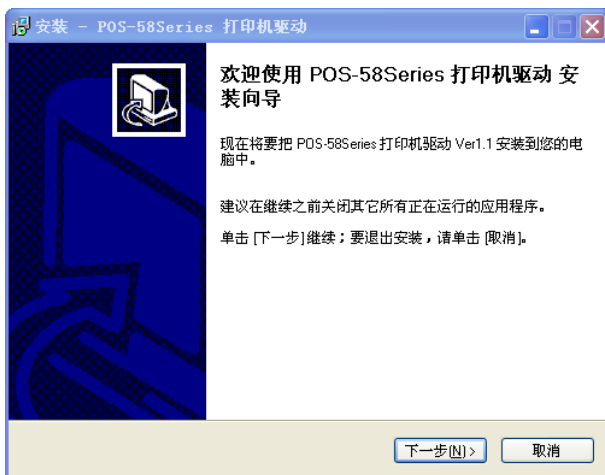 安装 - POS-58Series 打印机驱动
欢迎使用 POS-58Series 打印机驱动 安
装向导
现在将要把 POS-58Series 打印机驱动 Ver1.1 安装到您的电
脑中。
建议在继续之前关闭其它所有正在运行的应用程序。
单击 [下一步]继续；要退出安装，请单击 [取消]。
下一步(N) > 取消